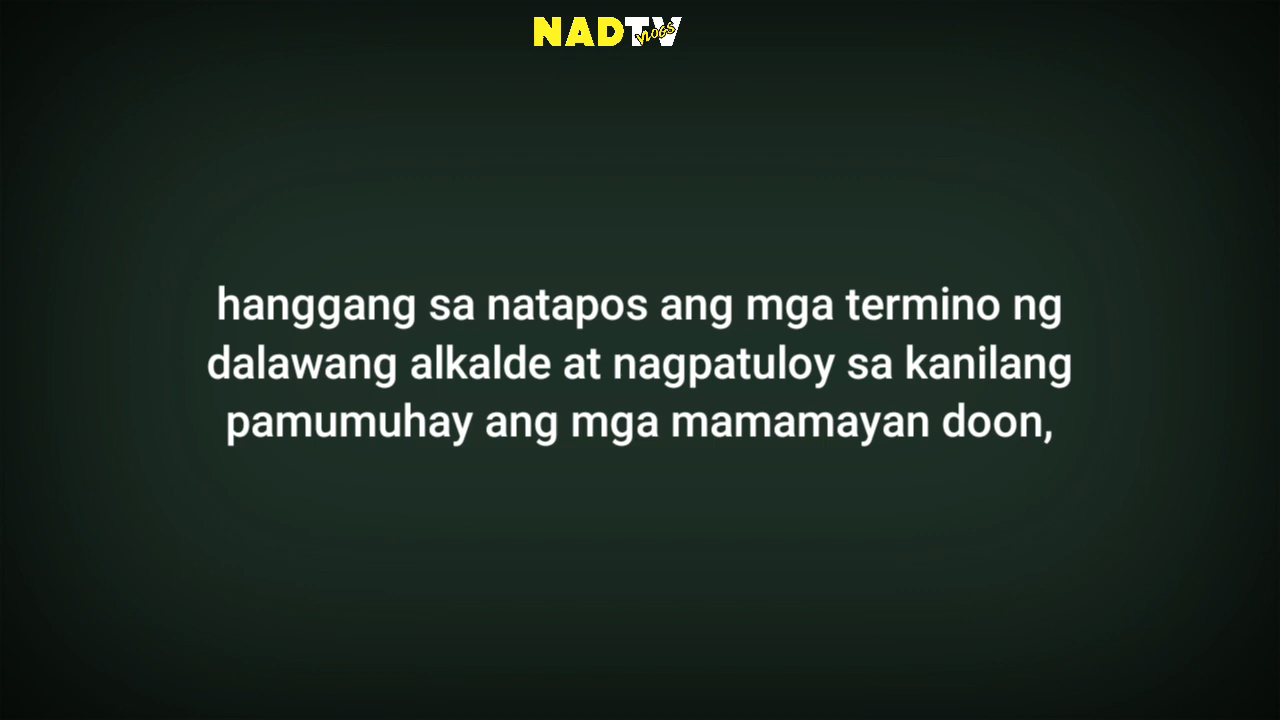 NADTV
VLOGS
hanggang sa natapos ang mga termino ng
dalawang alkalde at nagpatuloy sa kanilang
pamumuhay ang mga mamamayan doon,